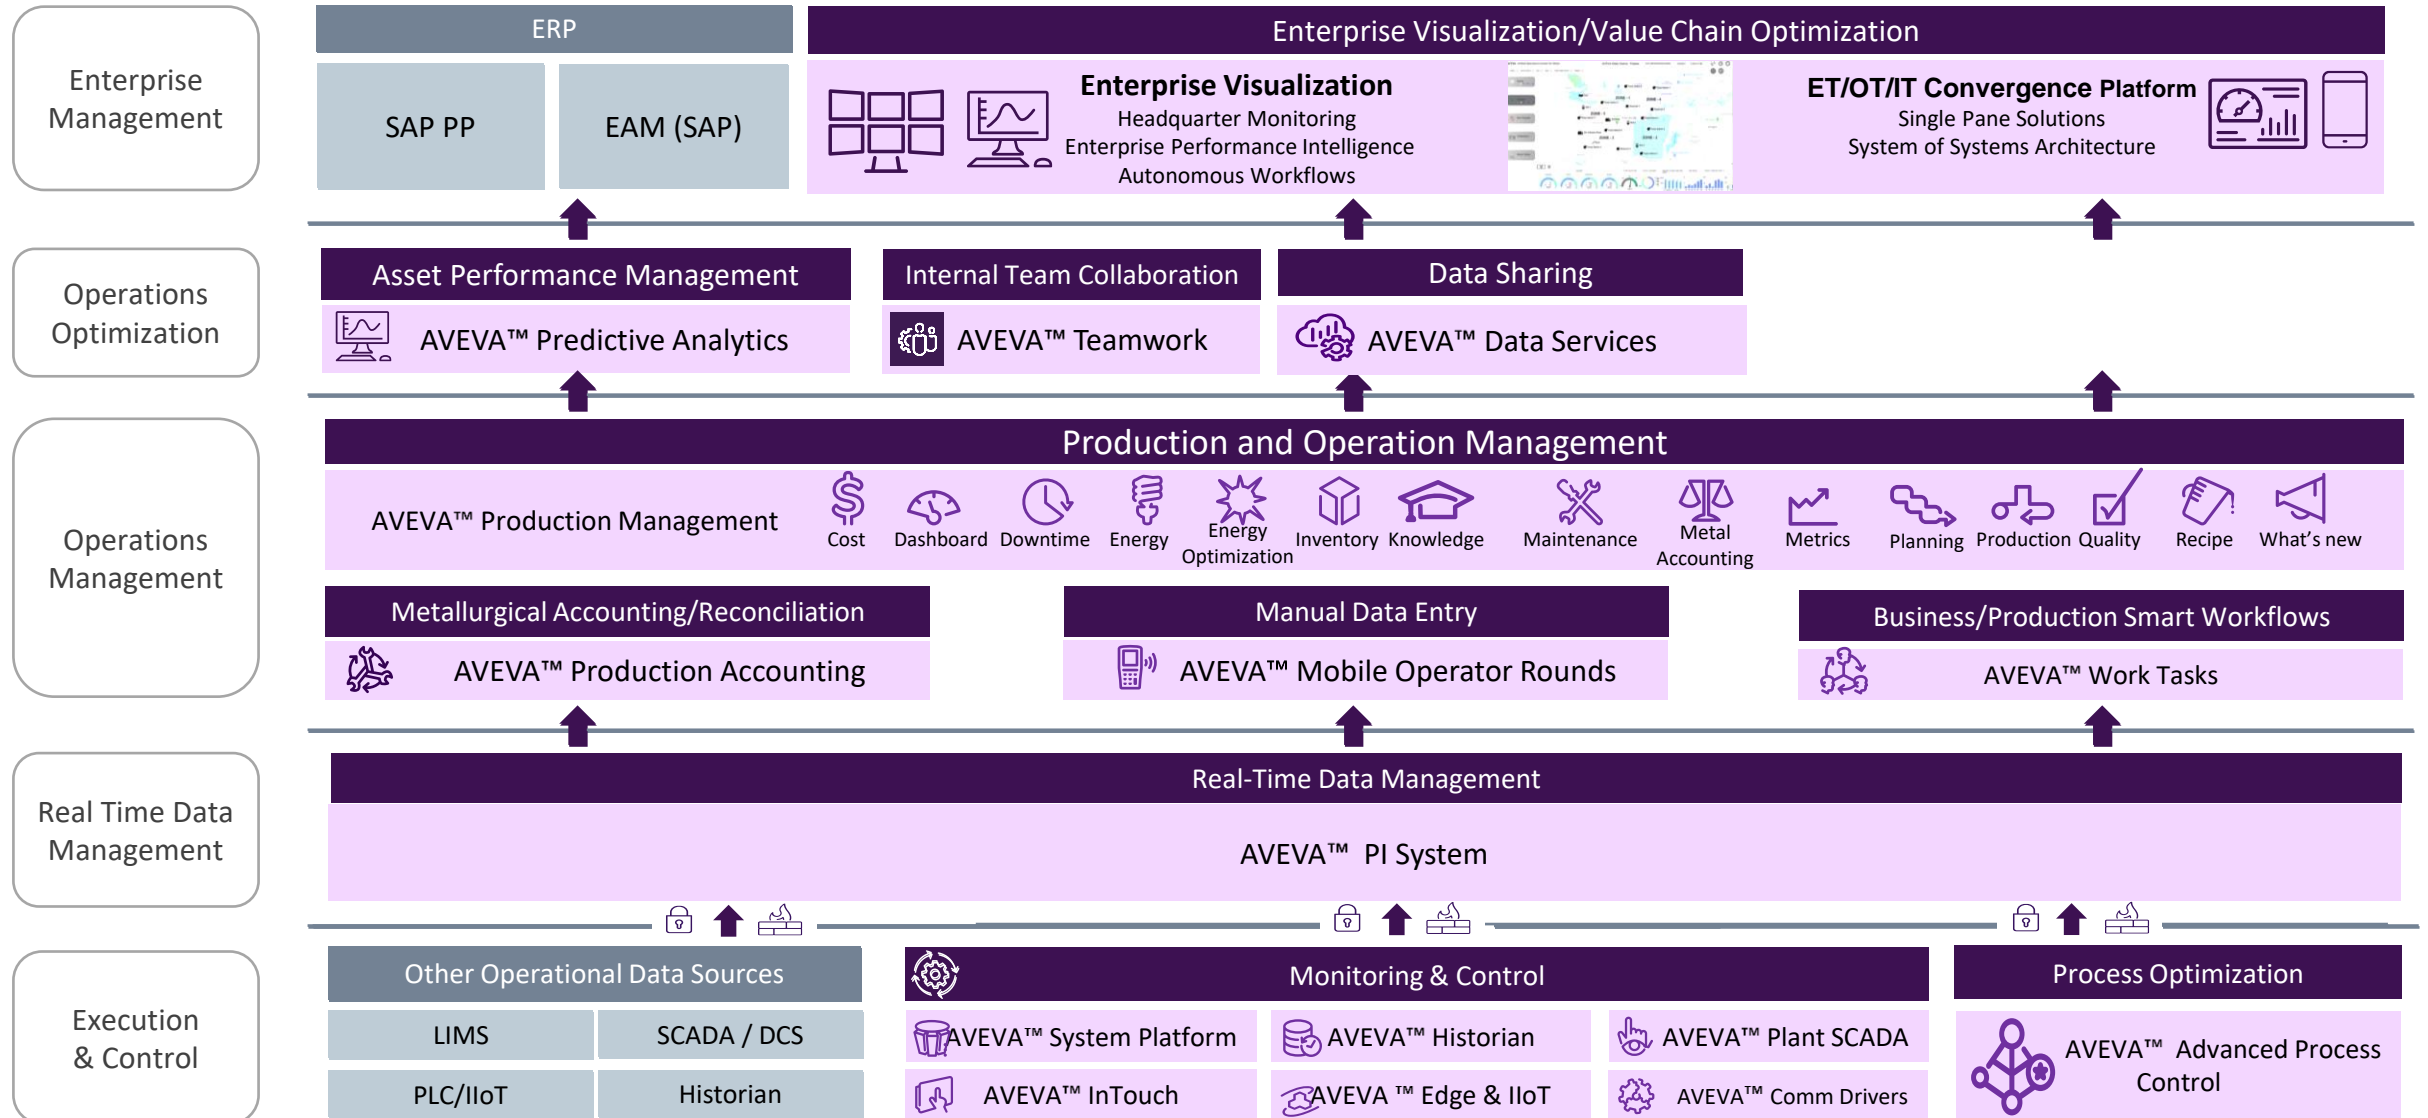 Enterprise
Management
ERP
SAP PP
EAM (SAP)
Enterprise Visualization/Value Chain Optimization
Enterprise Visualization
Headquarter Monitoring
Enterprise Performance Intelligence
Autonomous Workflows
ET/OT/IT Convergence Platform
Single Pane Solutions
System of Systems Architecture
Operations
Optimization
Asset Performance Management
AVEVA™ Predictive Analytics
Internal Team Collaboration
AVEVA™ Teamwork
Data Sharing
AVEVA™ Data Services
Operations
Management
Production and Operation Management
AVEVA™ Production Management
Cost
Dashboard
Downtime
Energy
Energy
Optimization
Inventory
Knowledge
Maintenance
Metal
Accounting
Metrics
Planning
Production
Quality
Recipe
What's new
Metallurgical Accounting/Reconciliation
AVEVA™ Production Accounting
Manual Data Entry
AVEVA™ Mobile Operator Rounds
Business/Production Smart Workflows
AVEVA™ Work Tasks
Real Time Data
Management
Real-Time Data Management
AVEVA™ PI System
Execution
& Control
Other Operational Data Sources
LIMS
SCADA / DCS
PLC/IIoT
Historian
Monitoring & Control
AVEVA™ System Platform
AVEVA™ Historian
AVEVA™ Plant SCADA
AVEVA™ InTouch
AVEVA ™ Edge & IIoT
AVEVA™ Comm Drivers
Process Optimization
AVEVA™ Advanced Process
Control